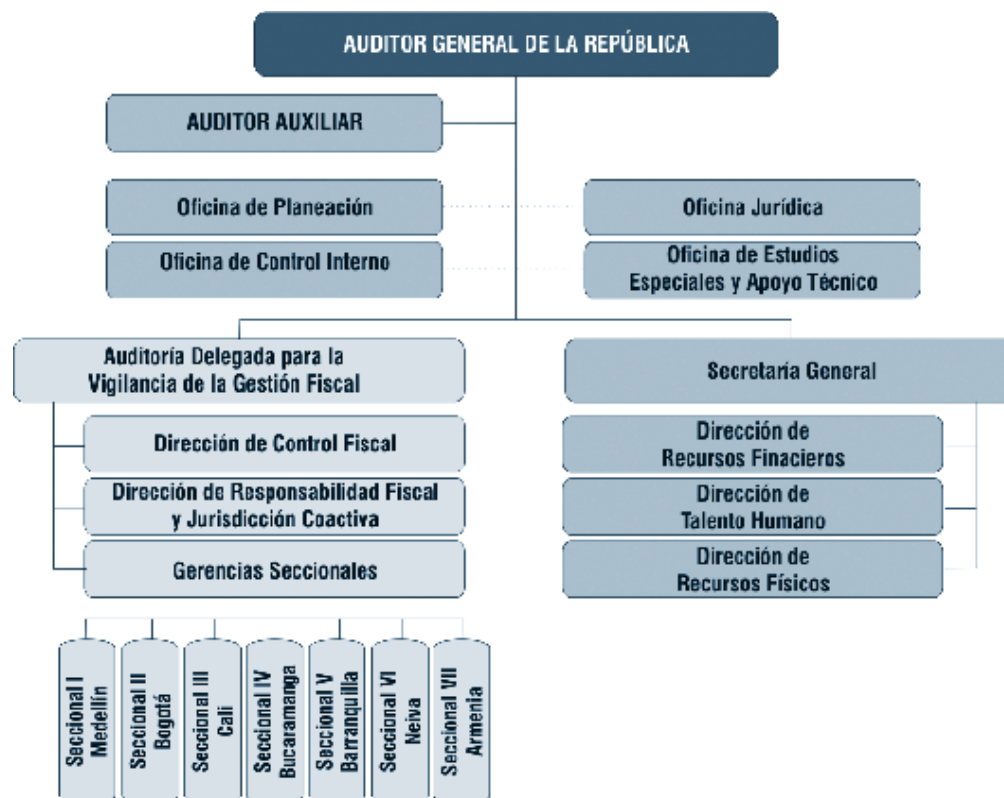 AUDITOR GENERAL DE LA REPÚBLICA
AUDITOR AUXILIAR
Oficina de Planeación
Oficina Jurídica
Oficina de Control Interno
Oficina de Estudios
Especiales y Apoyo Técnico
Auditoría Delegada para la
Vigilancia de la Gestión Fiscal
Secretaría General
Dirección de Control Fiscal
Dirección de Responsabilidad Fiscal
y Jurisdicción Coactiva
Gerencias Seccionales
Dirección de
Recursos Finacieros
Dirección de
Talento Humano
Dirección de
Recursos Físicos
Seccional I
Medellín
Seccional II
Bogotá
Seccional III
Cali
Seccional IV
Bucaramanga
Seccional V
Barranquilla
Seccional VI
Neiva
Seccional VII
Armenia